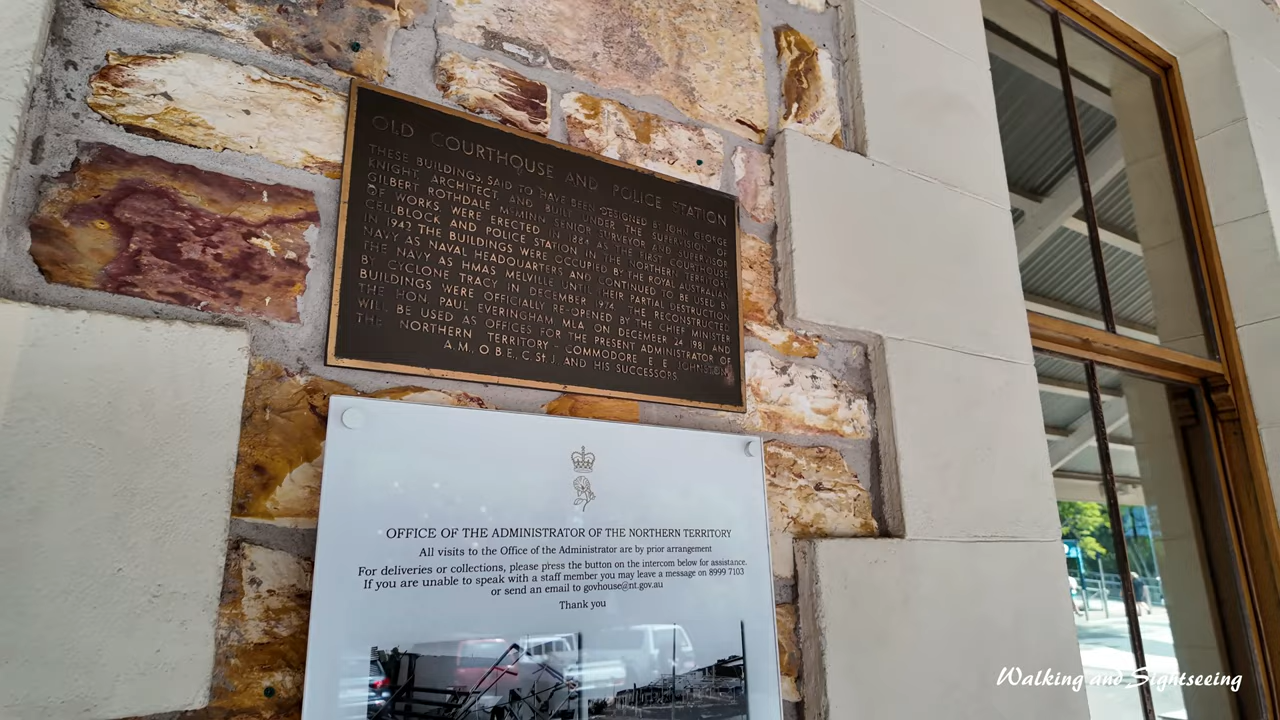 OLD COURTHOUSE AND POLICE STATION
THESE BUILDINGS, SAID TO HAVE BEEN DESIGNED BY JOHN GEORGE
KNIGHT, ARCHITECT, AND BUILT UNDER THE SUPERVISION OF
GILBERT ROTHDALE McMINN SENIOR SURVEYOR AND SUPERVISOR
OF WORKS, WERE ERECTED IN 1884 AS THE FIRST COURTHOUSE
CELLBLOCK AND POLICE STATION IN THE NORTHERN TERRITORY
IN 1942 THE BUILDINGS WERE OCCUPIED BY THE ROYAL AUSTRALIAN
NAVY AS NAVAL HEADQUARTERS AND CONTINUED TO BE USED BY
THE NAVY AS HMAS MELVILLE UNTIL THEIR PARTIAL DESTRUCTION
BY CYCLONE TRACY IN DECEMBER 1974. THE RECONSTRUCTED
BUILDINGS WERE OFFICIALLY RE-OPENED BY THE CHIEF MINISTER
THE HON. PAUL EVERINGHAM MLA ON DECEMBER 24 1981 AND
WILL BE USED AS OFFICES FOR THE PRESENT ADMINISTRATOR OF
THE NORTHERN TERRITORY - COMMODORE E. E. JOHNSTON
A.M., O.B.E., C.St.J. AND HIS SUCCESSORS
OFFICE OF THE ADMINISTRATOR OF THE NORTHERN TERRITORY
All visits to the Office of the Administrator are by prior arrangement
For deliveries or collections, please press the button on the intercom below for assistance.
If you are unable to speak with a staff member you may leave a message on 8999 7103
or send an email to govhouse@nt.gov.au
Thank you
Walking and Sightseeing